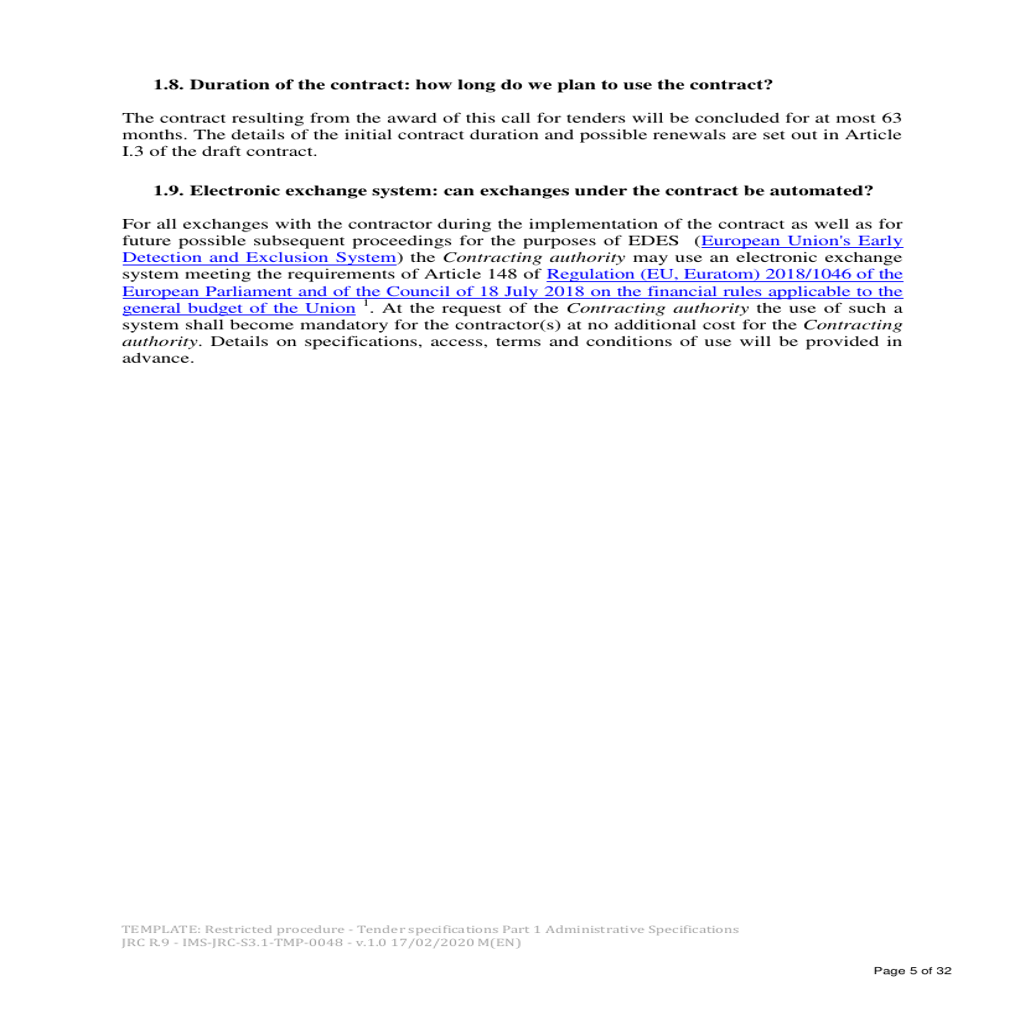 1.8. Duration of the contract: how long do we plan to use the contract?
The contract resulting from the award of this call for tenders will be concluded for at most 63
months. The details of the initial contract duration and possible renewals are set out in Article
I.3 of the draft contract.
1.9. Electronic exchange system: can exchanges under the contract be automated?
For all exchanges with the contractor during the implementation of the contract as well as for
future possible subsequent proceedings for the purposes of EDES (European Union's Early
Detection and Exclusion System) the Contracting authority may use an electronic exchange
system meeting the requirements of Article 148 of Regulation (EU, Euratom) 2018/1046 of the
European Parliament and of the Council of 18 July 2018 on the financial rules applicable to the
general budget of the Union 1. At the request of the Contracting authority the use of such a
system shall become mandatory for the contractor(s) at no additional cost for the Contracting
authority. Details on specifications, access, terms and conditions of use will be provided in
advance.
TEMPLATE: Restricted procedure - Tender specifications Part 1 Administrative Specifications
JRC R.9 - IMS-JRC-S3.1-TMP-0048 - v.1.0 17/02/2020 M(EN)
Page 5 of 32